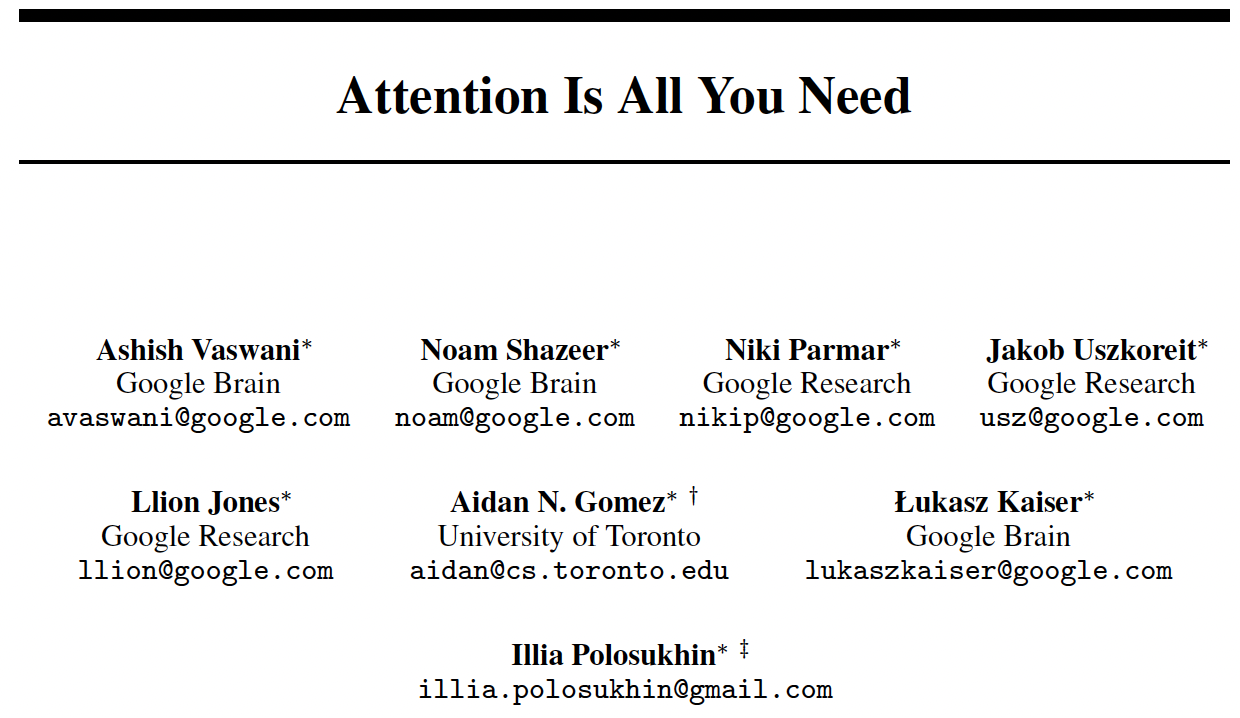 Attention Is All You Need
Ashish Vaswani* Noam Shazeer* Niki Parmar* Jakob Uszkoreit*
Google Brain Google Brain Google Research Google Research
avaswani@google.com noam@google.com nikip@google.com usz@google.com
Llion Jones* Aidan N. Gomez* † Łukasz Kaiser*
Google Research University of Toronto Google Brain
llion@google.com aidan@cs.toronto.edu lukaszkaiser@google.com
Illia Polosukhin* ‡
illia.polosukhin@gmail.com